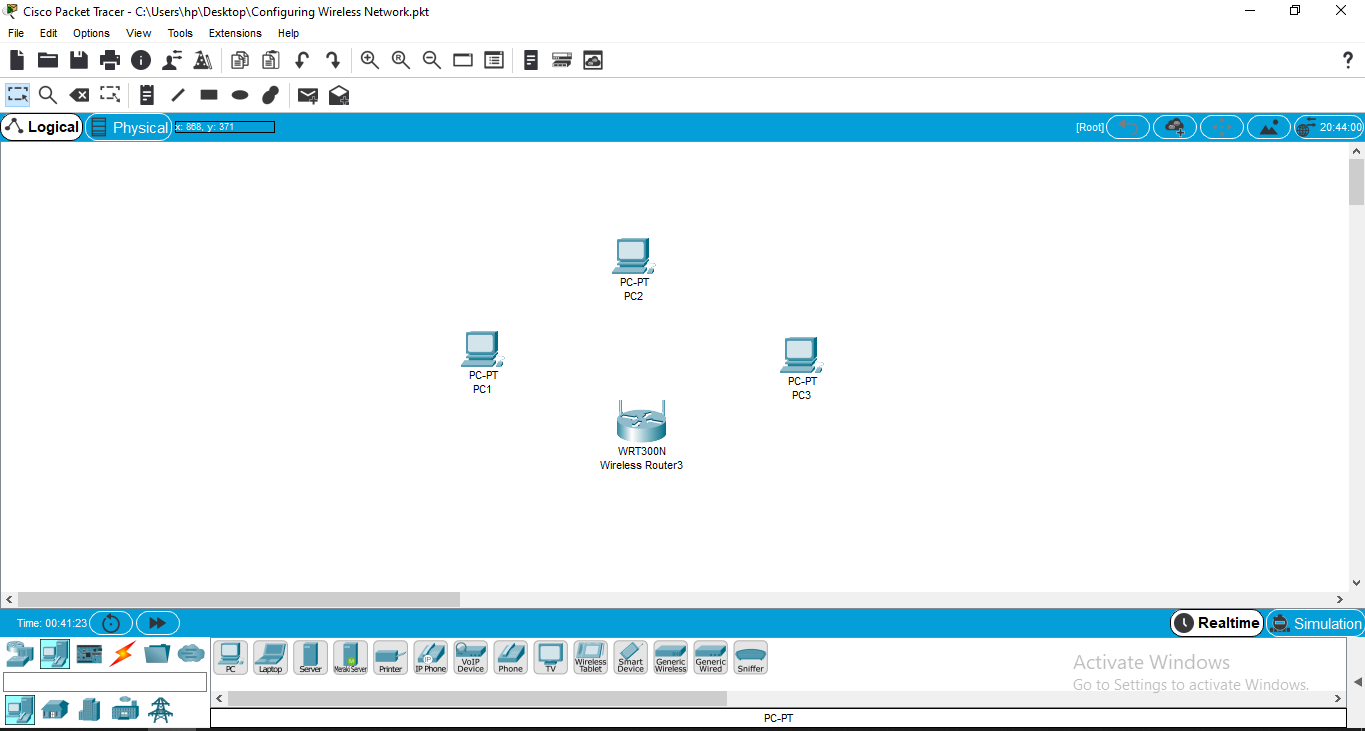 Cisco Packet Tracer - C:\Users\hp\Desktop\Configuring Wireless Network.pkt
File Edit Options View Tools Extensions Help
?
Logical Physical x: 868, y: 371 [Root] 20:44:00
PC-PT
PC2
PC-PT
PC1
PC-PT
PC3
WRT300N
Wireless Router3
Time: 00:41:23 Realtime Simulation
PC Laptop Server Meraki Server Printer IP Phone VoIP Device Phone TV Wireless Tablet Smart Device Generic Wireless Generic Wired Sniffer
Activate Windows
Go to Settings to activate Windows.
PC-PT